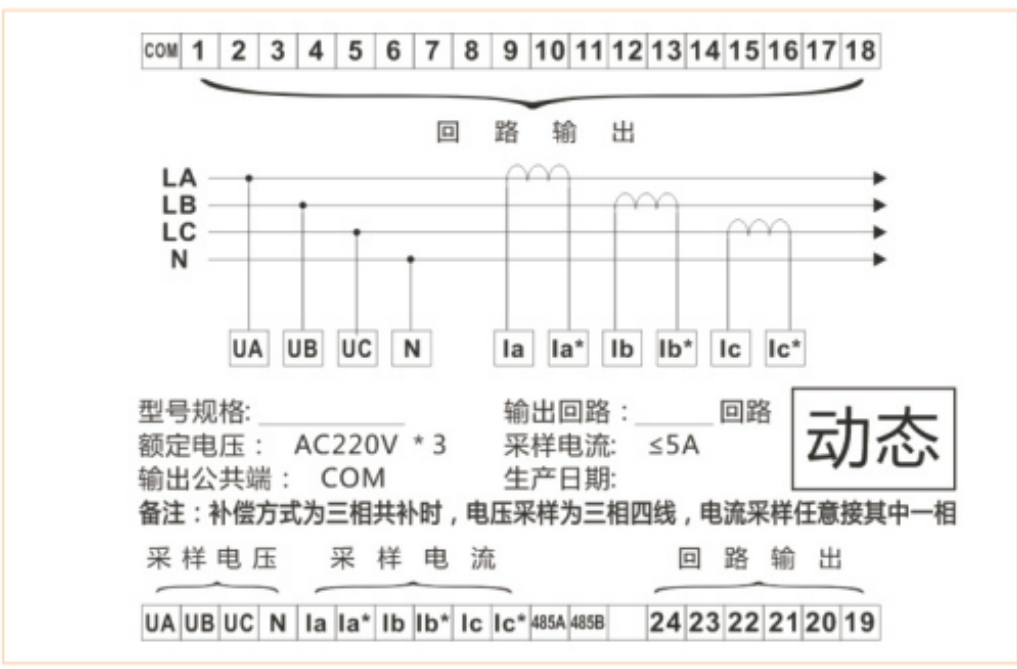 COM 1 2 3 4 5 6 7 8 9 10 11 12 13 14 15 16 17 18
回路输出
LA
LB
LC
N
UA UB UC N Ia Ia* Ib Ib* Ic Ic*
型号规格: 输出回路： 回路
额定电压： AC220V * 3 采样电流: ≤5A
输出公共端： COM 生产日期:
动态
备注：补偿方式为三相共补时，电压采样为三相四线，电流采样任意接其中一相
采样电压 采样电流 回路输出
UA UB UC N Ia Ia* Ib Ib* Ic Ic* 485A 485B 24 23 22 21 20 19